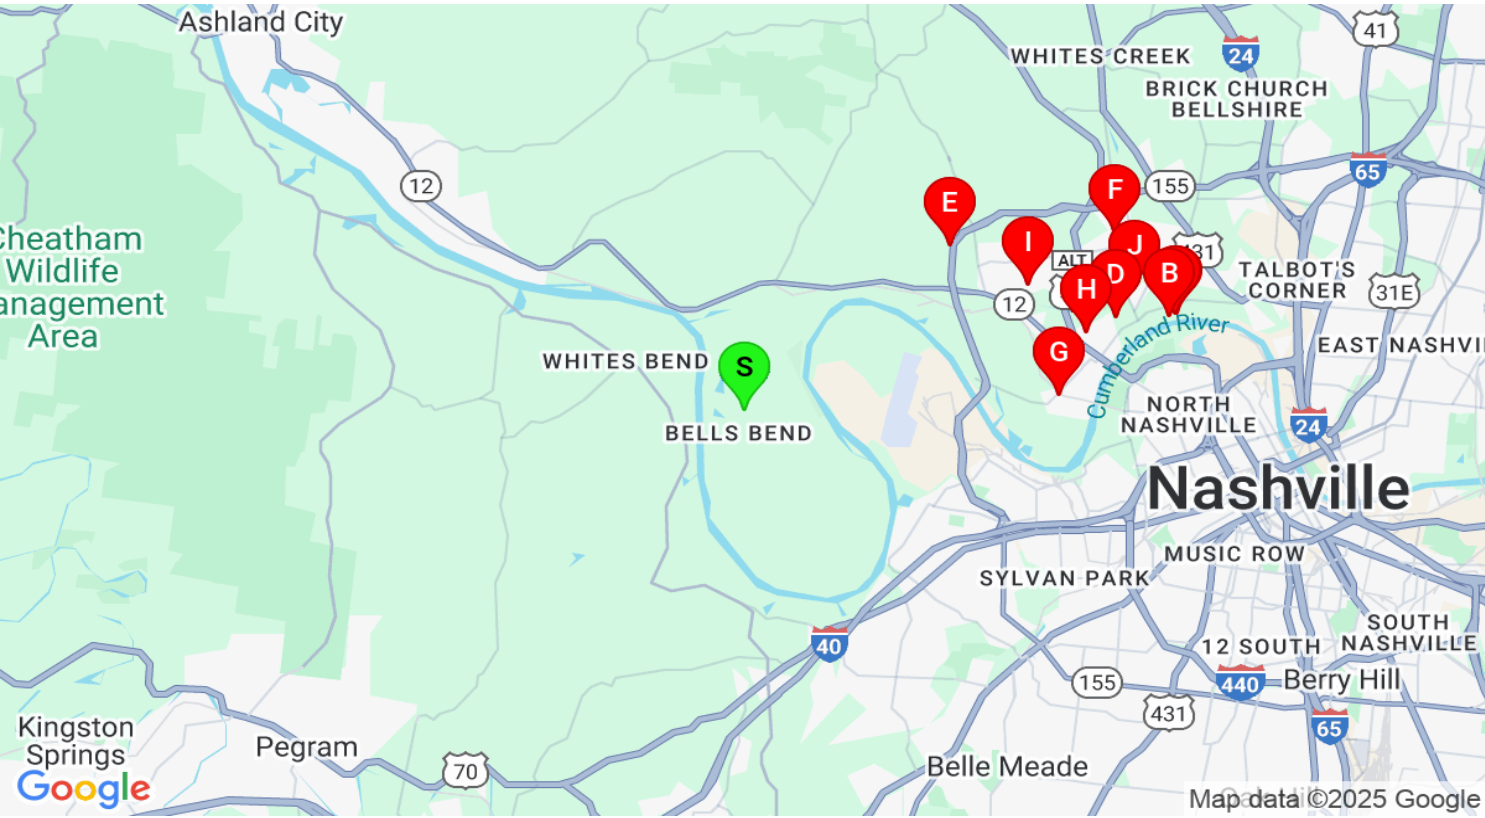 Ashland City
41
WHITES CREEK
24
BRICK CHURCH
BELLSHIRE
12
65
155
E
F
Cheatham
Wildlife
Management
Area
I
J
431
ALT
D
B
TALBOT'S
CORNER
H
31E
12
Cumberland River
EAST NASHVI
WHITES BEND
S
G
BELLS BEND
NORTH
NASHVILLE
24
Nashville
MUSIC ROW
SYLVAN PARK
40
SOUTH
NASHVILLE
12 SOUTH
155
440
Berry Hill
431
65
Kingston
Springs
Pegram
70
Belle Meade
Google
Map data ©2025 Google